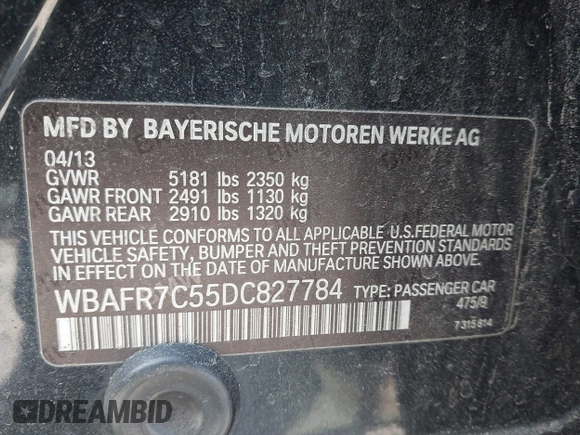 MFD BY BAYERISCHE MOTOREN WERKE AG
04/13
GVWR 5181 lbs 2350 kg
GAWR FRONT 2491 lbs 1130 kg
GAWR REAR 2910 lbs 1320 kg
THIS VEHICLE CONFORMS TO ALL APPLICABLE U.S.FEDERAL MOTOR
VEHICLE SAFETY, BUMPER AND THEFT PREVENTION STANDARDS
IN EFFECT ON THE DATE OF MANUFACTURE SHOWN ABOVE.
WBAFR7C55DC827784 TYPE: PASSENGER CAR
475/9
7315814
DREAMBID